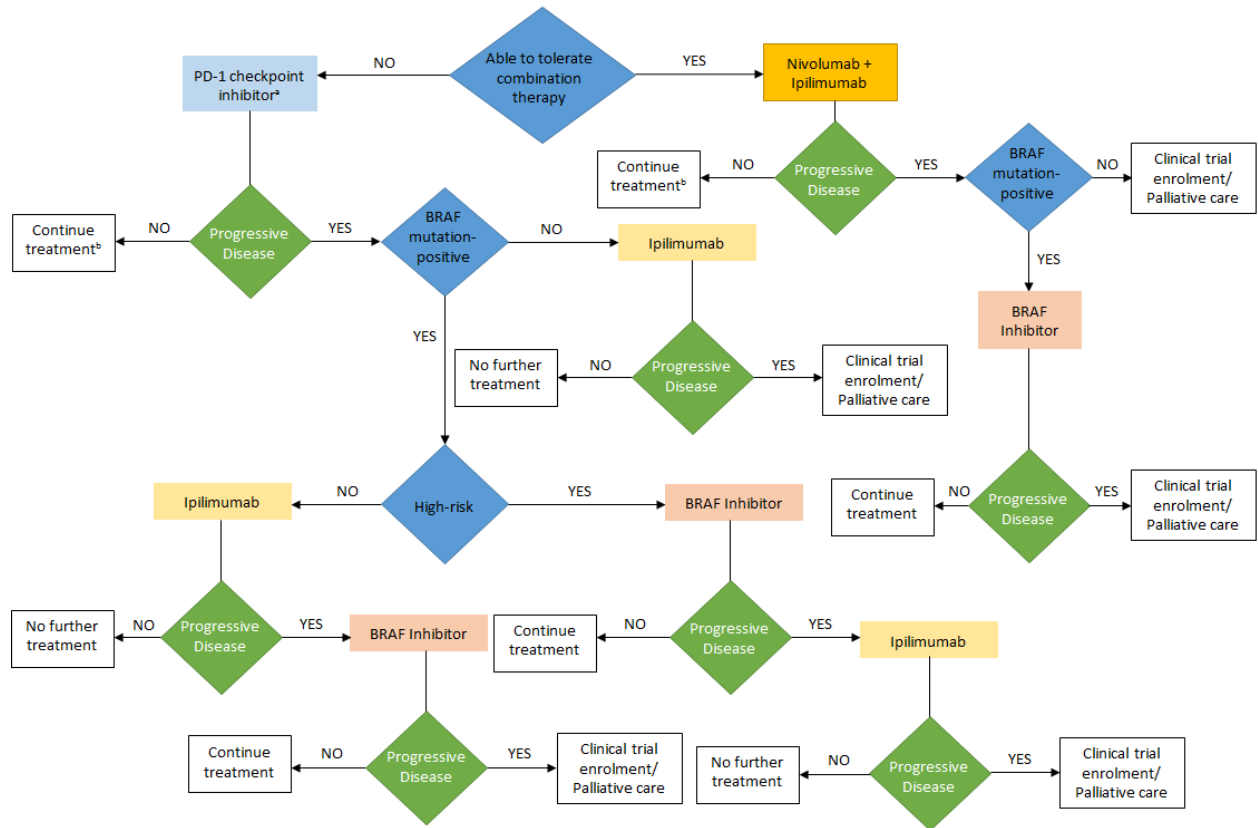 Able to tolerate
combination
therapy
NO
YES
PD-1 checkpoint
inhibitorᵃ
Nivolumab +
Ipilimumab
Continue
treatmentᵇ
NO
Progressive
Disease
YES
BRAF
mutation-
positive
NO
Clinical trial
enrolment/
Palliative care
Continue
treatmentᵇ
NO
Progressive
Disease
YES
BRAF
mutation-
positive
NO
Ipilimumab
YES
BRAF
Inhibitor
YES
No further
treatment
NO
Progressive
Disease
YES
Clinical trial
enrolment/
Palliative care
Ipilimumab
NO
High-risk
YES
BRAF Inhibitor
Continue
treatment
NO
Progressive
Disease
YES
Clinical trial
enrolment/
Palliative care
No further
treatment
NO
Progressive
Disease
YES
BRAF Inhibitor
Continue
treatment
NO
Progressive
Disease
YES
Ipilimumab
Continue
treatment
NO
Progressive
Disease
YES
Clinical trial
enrolment/
Palliative care
No further
treatment
NO
Progressive
Disease
YES
Clinical trial
enrolment/
Palliative care